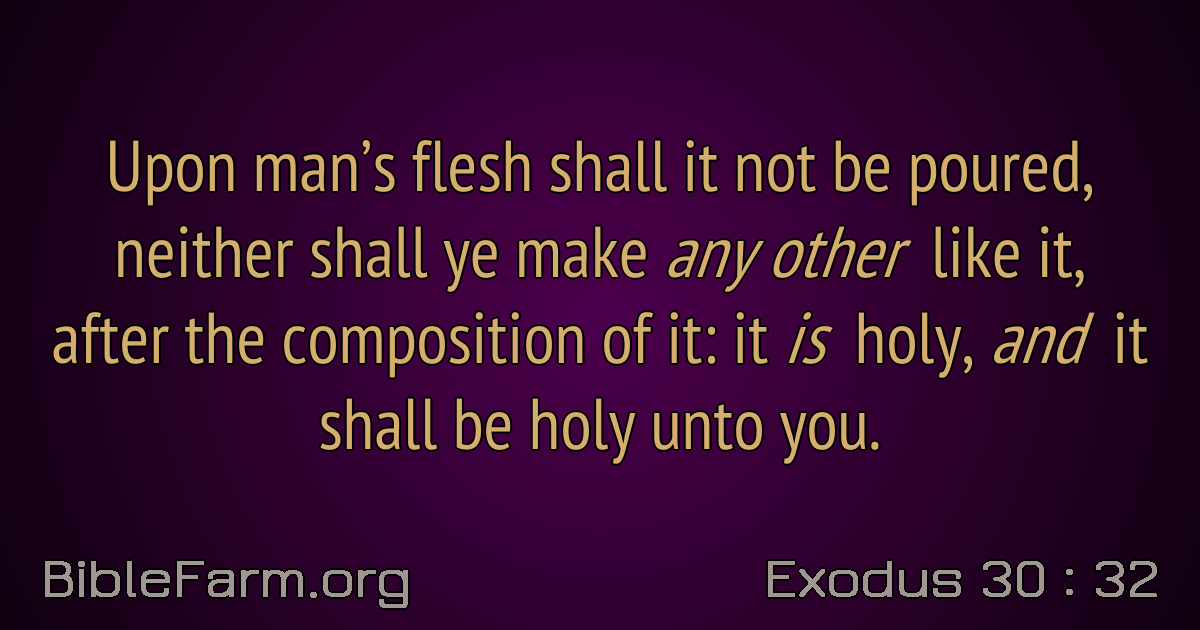 Upon man’s flesh shall it not be poured,
neither shall ye make any other like it,
after the composition of it: it is holy, and it
shall be holy unto you.
BibleFarm.org
Exodus 30 : 32